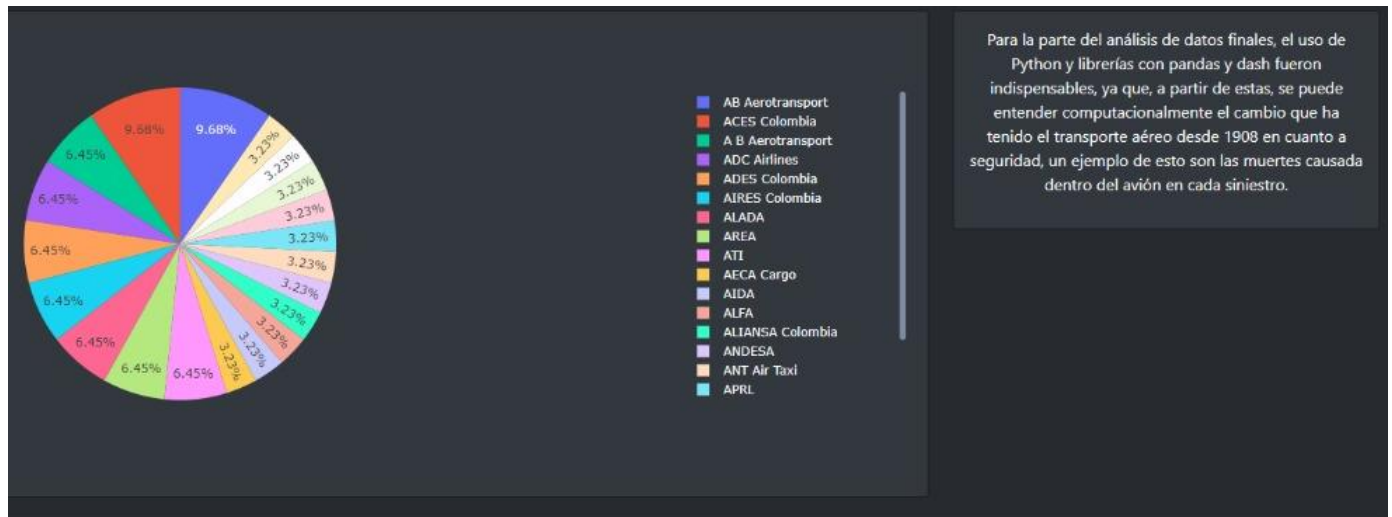 9.68%
9.68%
6.45%
6.45%
6.45%
6.45%
6.45%
6.45%
6.45%
3.23%
3.23%
3.23%
3.23%
3.23%
3.23%
3.23%
3.23%
3.23%
3.23%
3.23%
AB Aerotransport
ACES Colombia
A B Aerotransport
ADC Airlines
ADES Colombia
AIRES Colombia
ALADA
AREA
ATI
AECA Cargo
AIDA
ALFA
ALIANSA Colombia
ANDESA
ANT Air Taxi
APRL
Para la parte del análisis de datos finales, el uso de
Python y librerías con pandas y dash fueron
indispensables, ya que, a partir de estas, se puede
entender computacionalmente el cambio que ha
tenido el transporte aéreo desde 1908 en cuanto a
seguridad, un ejemplo de esto son las muertes causada
dentro del avión en cada siniestro.